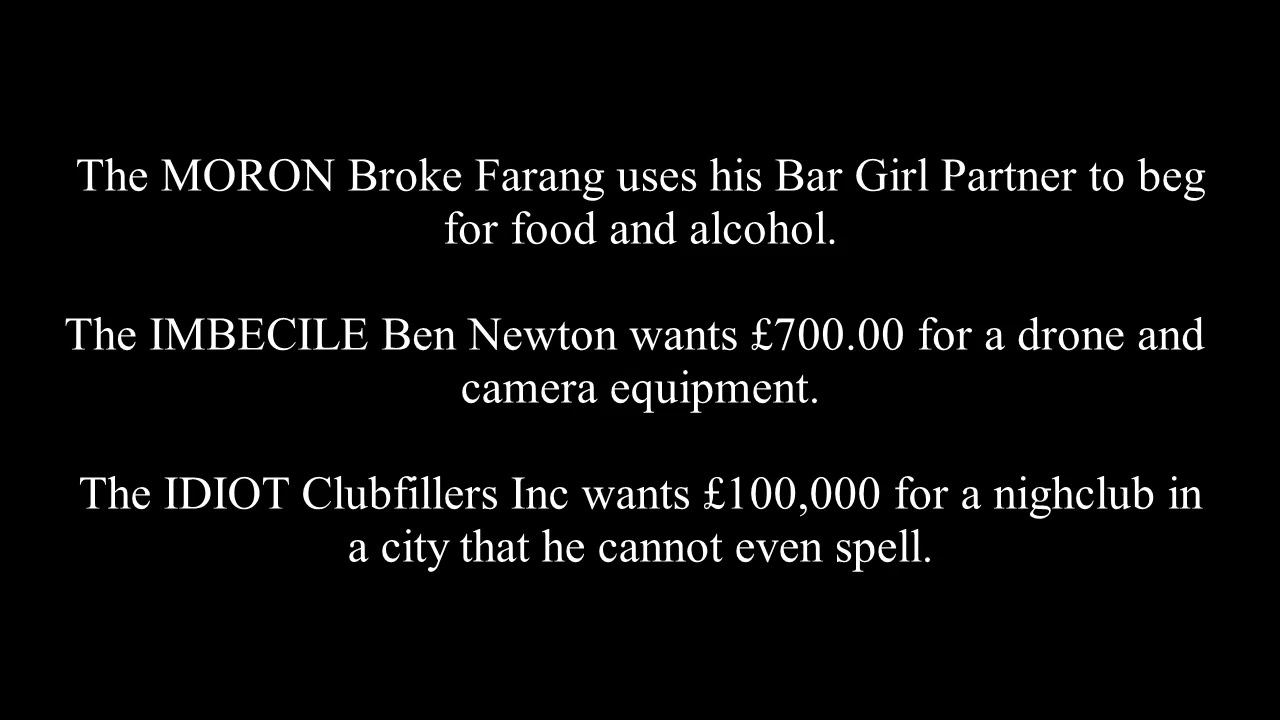 The MORON Broke Farang uses his Bar Girl Partner to beg
for food and alcohol.
The IMBECILE Ben Newton wants £700.00 for a drone and
camera equipment.
The IDIOT Clubfillers Inc wants £100,000 for a nighclub in
a city that he cannot even spell.